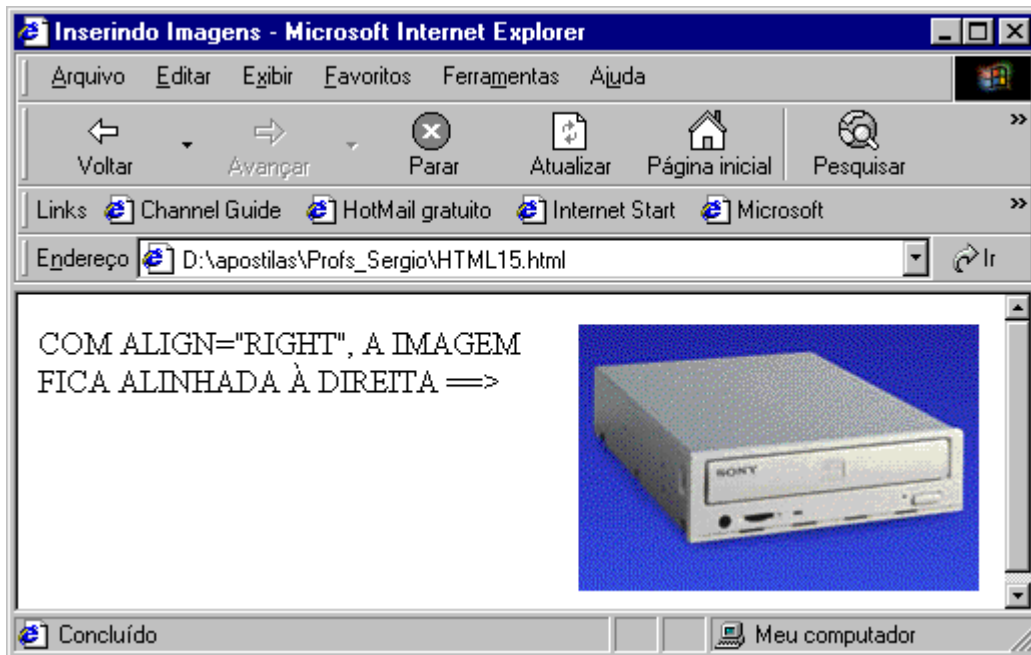 Inserindo Imagens - Microsoft Internet Explorer
Arquivo Editar Exibir Favoritos Ferramentas Ajuda
»
Voltar Avançar Parar Atualizar Página inicial Pesquisar
Links Channel Guide HotMail gratuito Internet Start Microsoft »
Endereço D:\apostilas\Profs_Sergio\HTML15.html Ir
COM ALIGN="RIGHT", A IMAGEM
FICA ALINHADA À DIREITA ==>
SONY
Concluído Meu computador